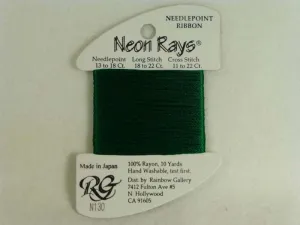 NEEDLEPOINT
RIBBON
Neon Rays®
Needlepoint Long Stitch Cross Stitch
13 to 18 Ct. 18 to 22 Ct. 11 to 22 Ct.
Made in Japan
100% Rayon, 10 Yards
Hand Washable, test first.
RG
Dist. by Rainbow Gallery
7412 Fulton Ave #5
N. Hollywood
CA 91605
N130